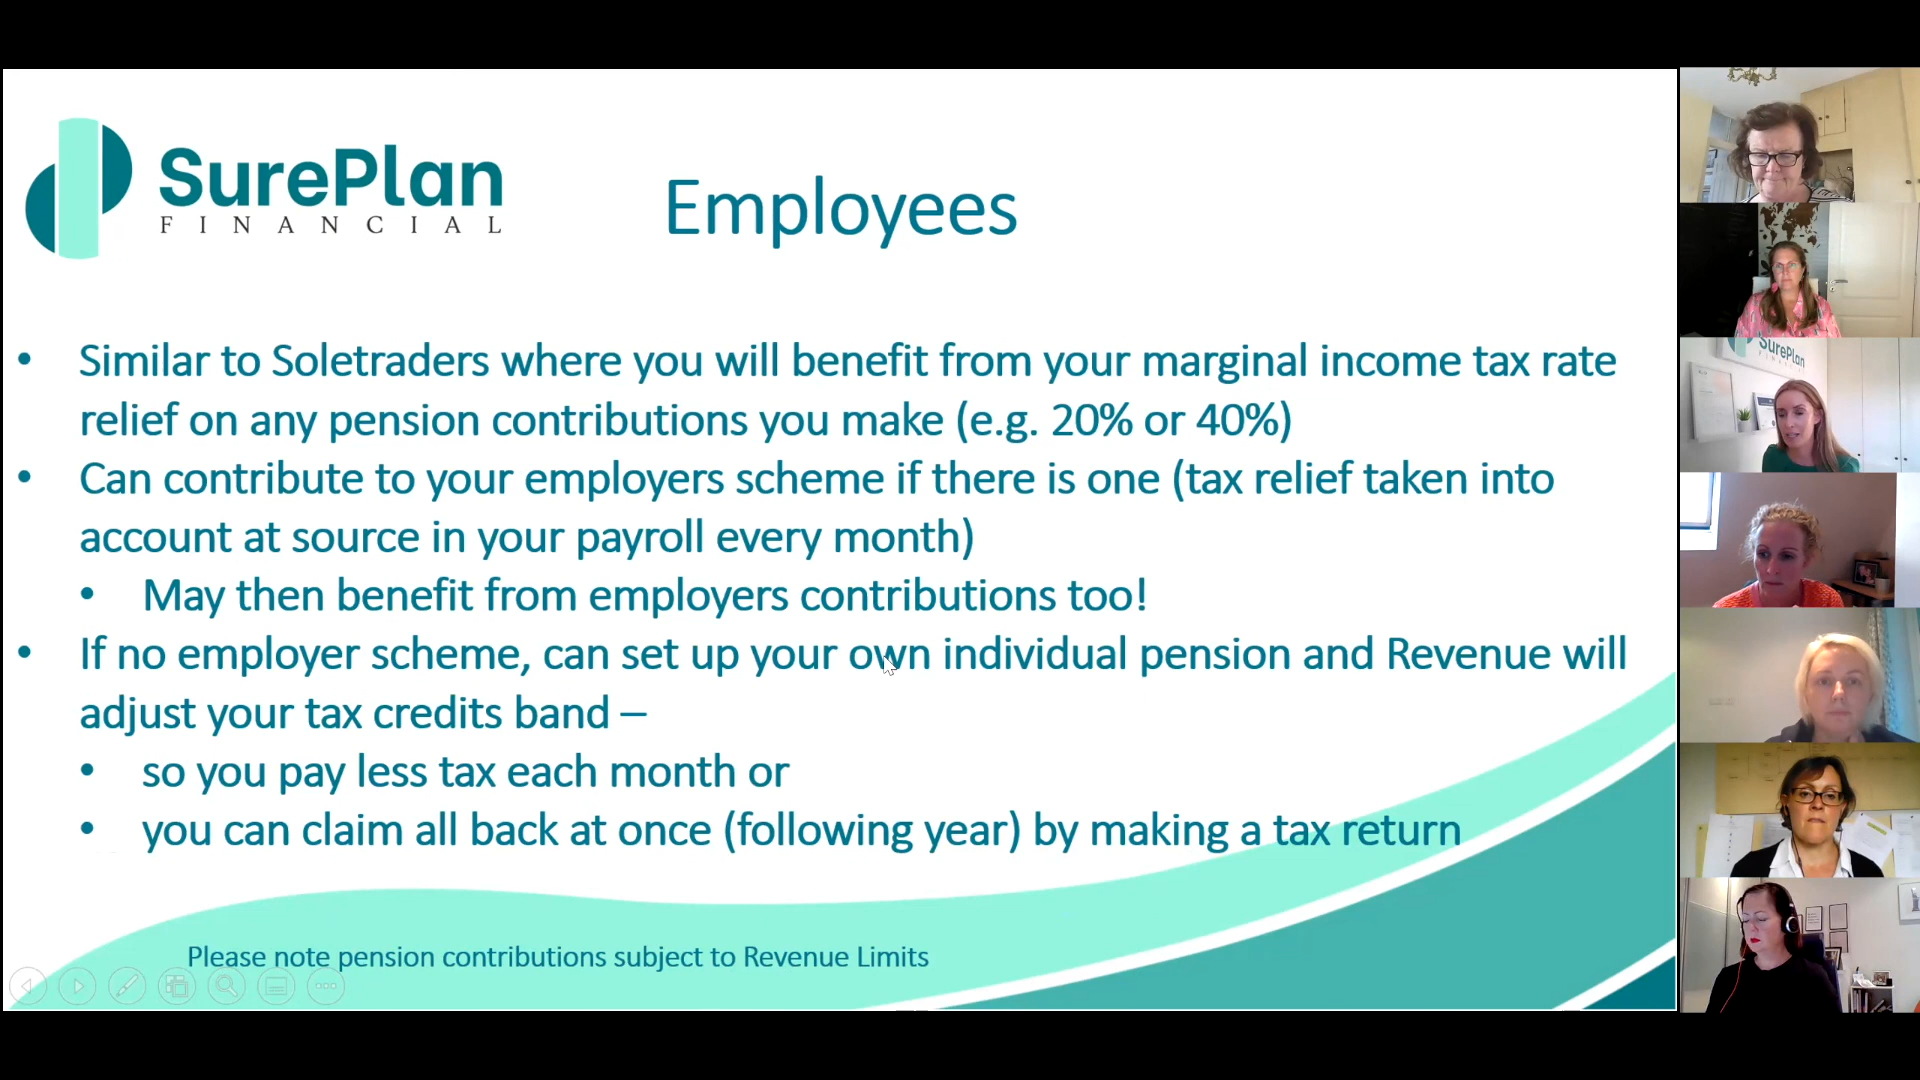 SurePlan
FINANCIAL
Employees
• Similar to Soletraders where you will benefit from your marginal income tax rate
relief on any pension contributions you make (e.g. 20% or 40%)
• Can contribute to your employers scheme if there is one (tax relief taken into
account at source in your payroll every month)
• May then benefit from employers contributions too!
• If no employer scheme, can set up your own individual pension and Revenue will
adjust your tax credits band –
• so you pay less tax each month or
• you can claim all back at once (following year) by making a tax return
Please note pension contributions subject to Revenue Limits
SurePlan